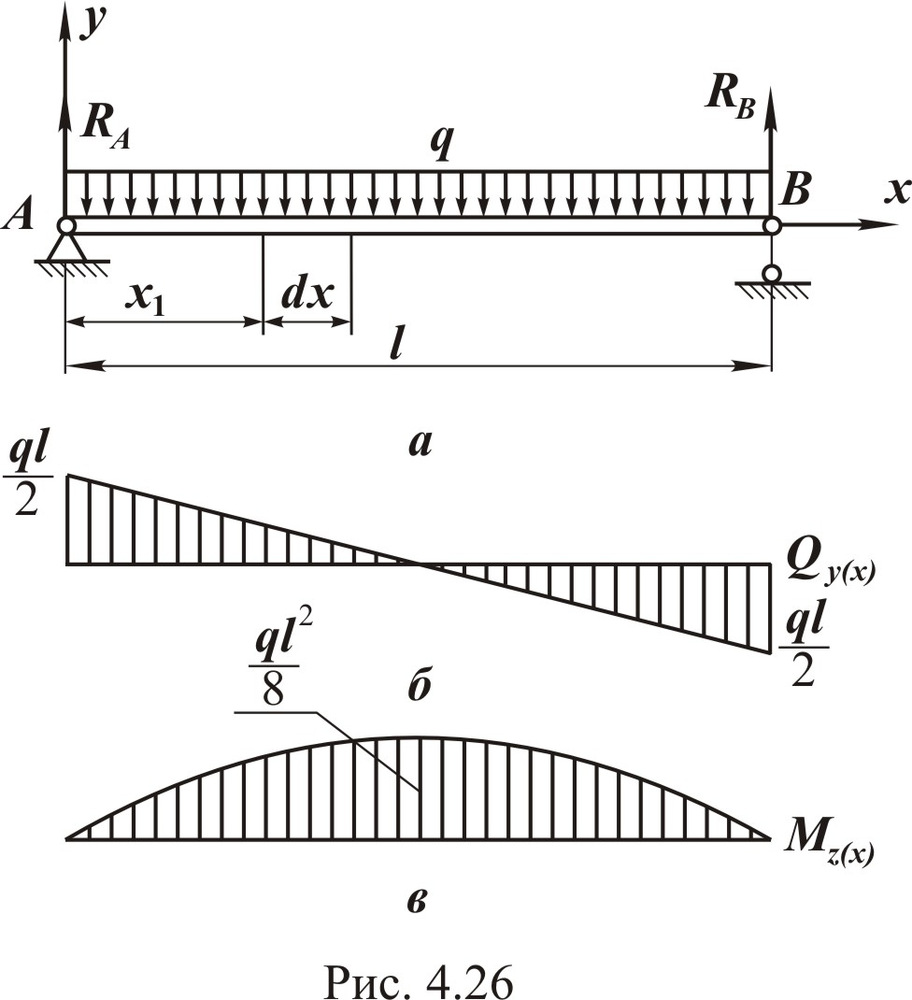 y
R_A
R_B
q
A
B
x
x₁
dx
l
а
ql
2
Q_y(x)
ql
2
ql²
8
б
M_z(x)
в
Рис. 4.26